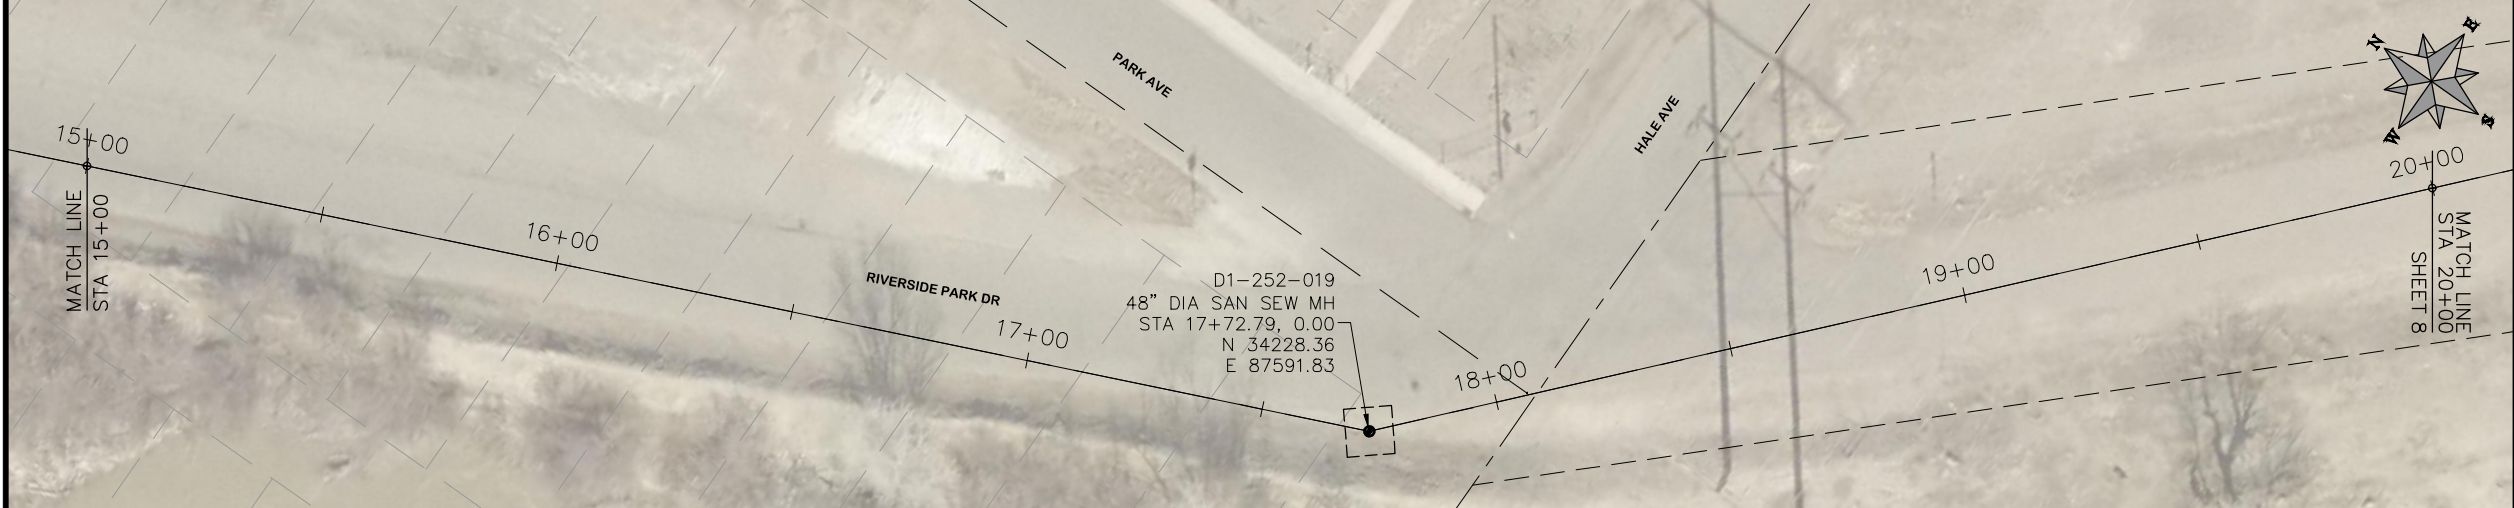 15+00
MATCH LINE
STA 15+00
16+00
RIVERSIDE PARK DR
17+00
D1-252-019
48" DIA SAN SEW MH
STA 17+72.79, 0.00
N 34228.36
E 87591.83
18+00
PARK AVE
HALE AVE
19+00
20+00
MATCH LINE
STA 20+00
SHEET 8
N
E
S
W